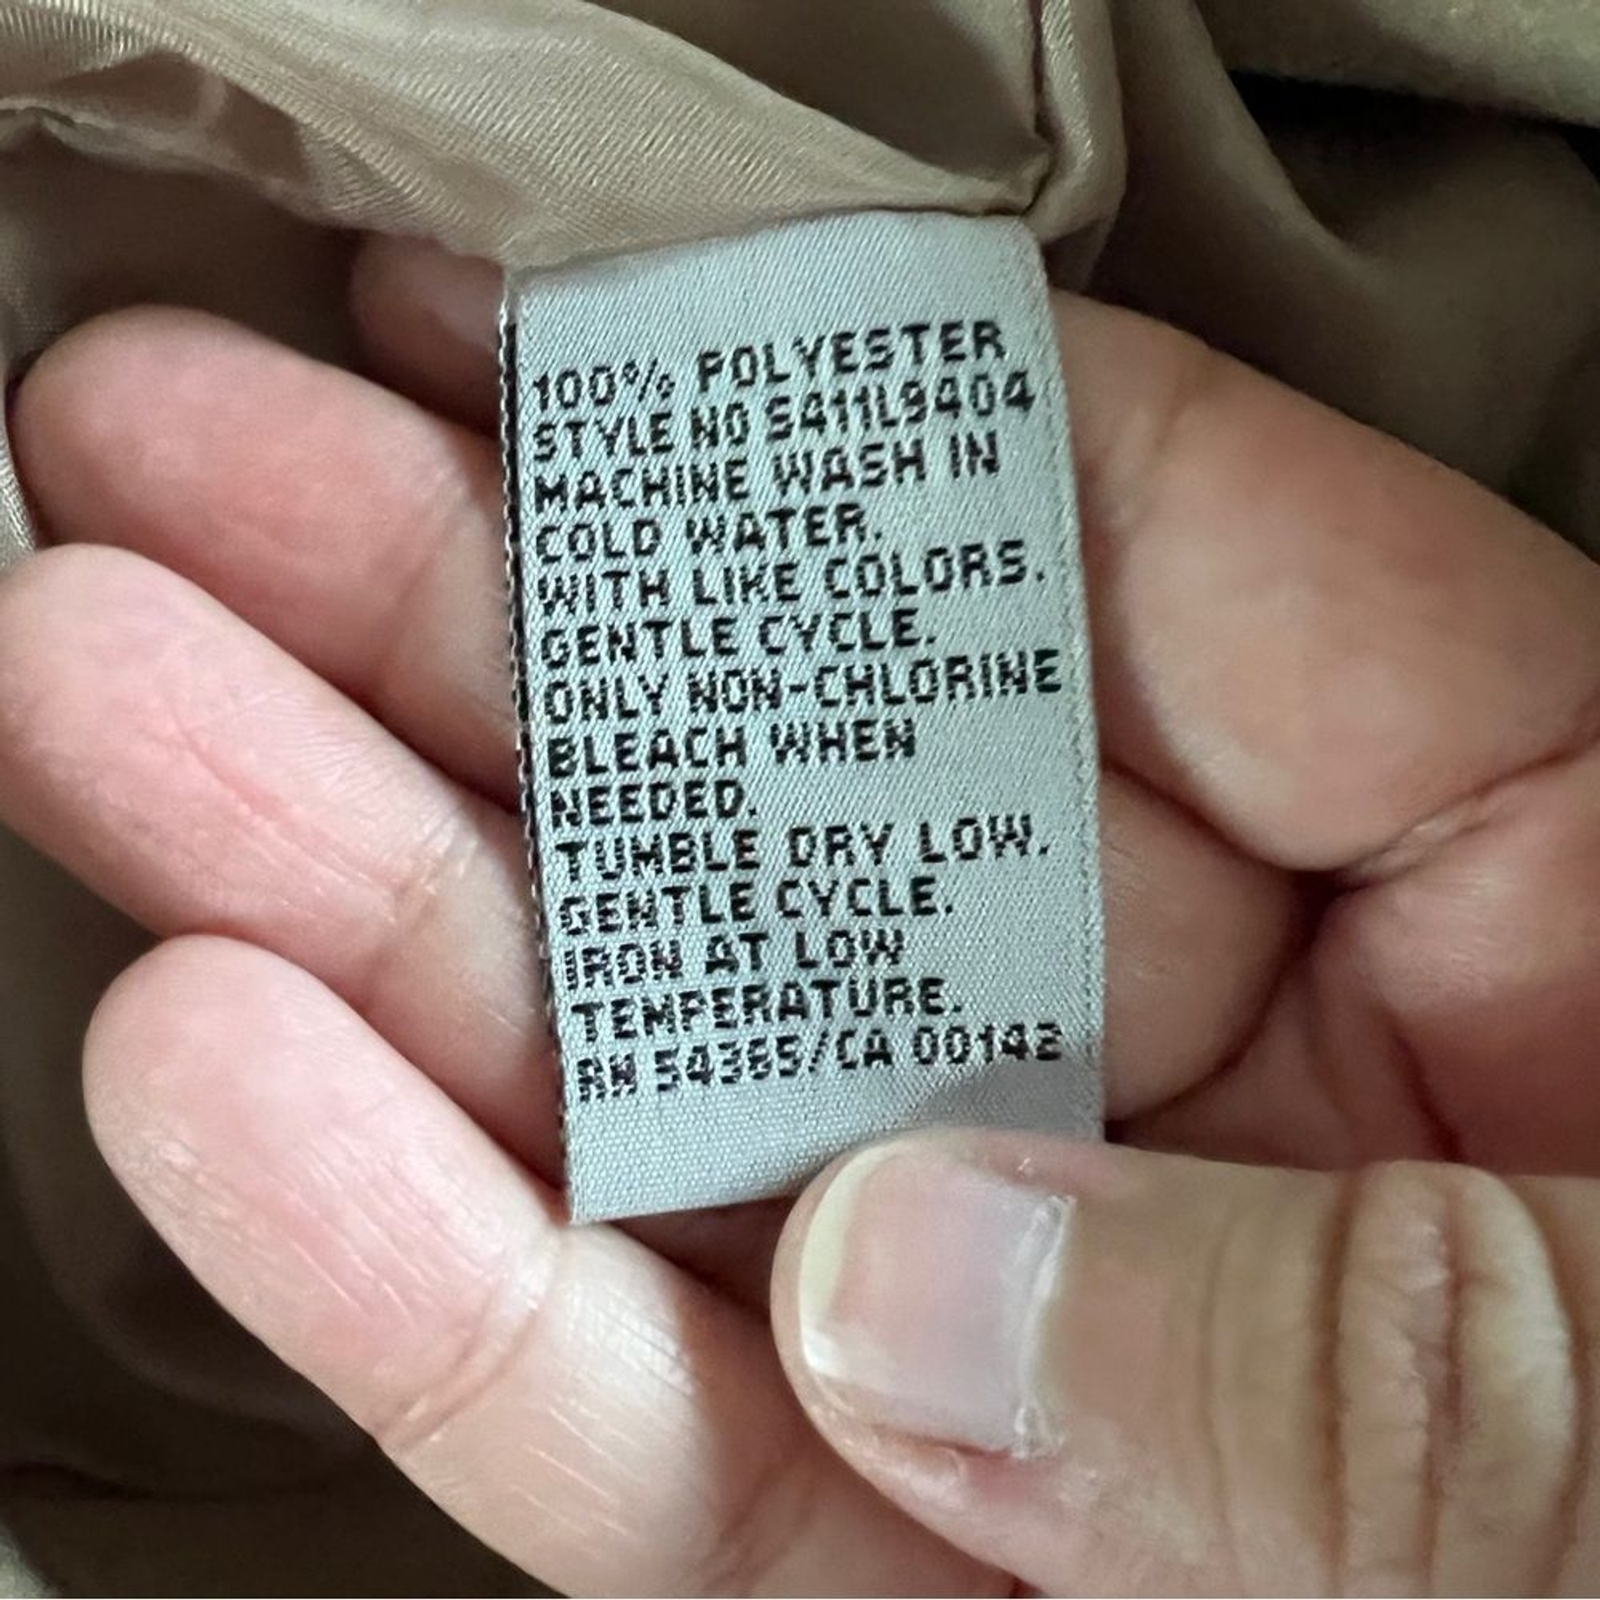 100% POLYESTER
STYLE NO SA11L9404
MACHINE WASH IN
COLD WATER.
WITH LIKE COLORS.
GENTLE CYCLE.
ONLY NON-CHLORINE
BLEACH WHEN
NEEDED.
TUMBLE DRY LOW.
GENTLE CYCLE.
IRON AT LOW
TEMPERATURE.
RN 54365/CA 00142